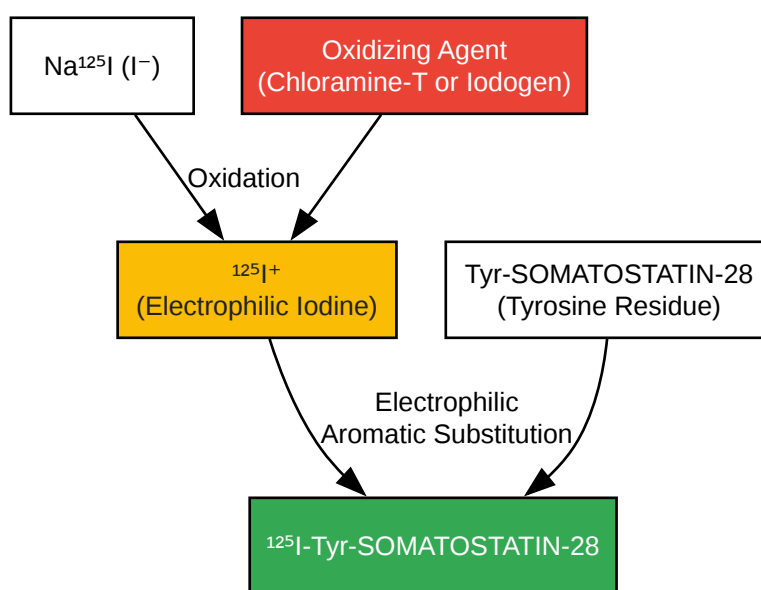 Na¹²⁵I (I⁻)
Oxidizing Agent
(Chloramine-T or Iodogen)
Oxidation
¹²⁵I⁺
(Electrophilic Iodine)
Tyr-SOMATOSTATIN-28
(Tyrosine Residue)
Electrophilic
Aromatic Substitution
¹²⁵I-Tyr-SOMATOSTATIN-28